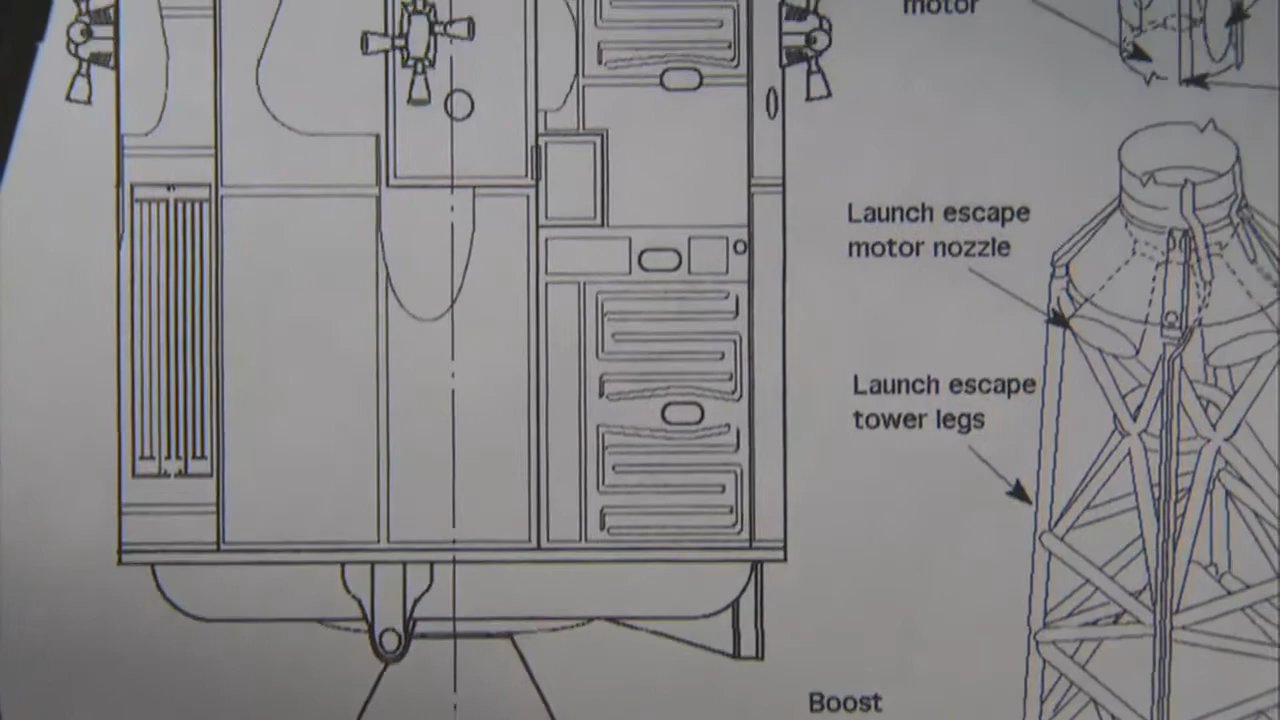 motor
Launch escape
motor nozzle
Launch escape
tower legs
Boost